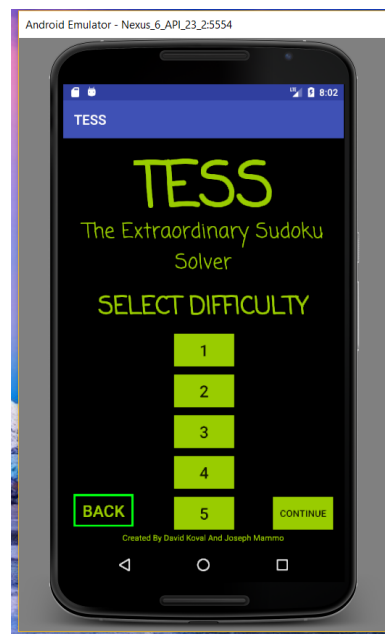 Android Emulator - Nexus_6_API_23_2:5554
8:02
TESS
TESS
The Extraordinary Sudoku
Solver
SELECT DIFFICULTY
1
2
3
4
BACK
5
CONTINUE
Created By David Koval And Joseph Mammo